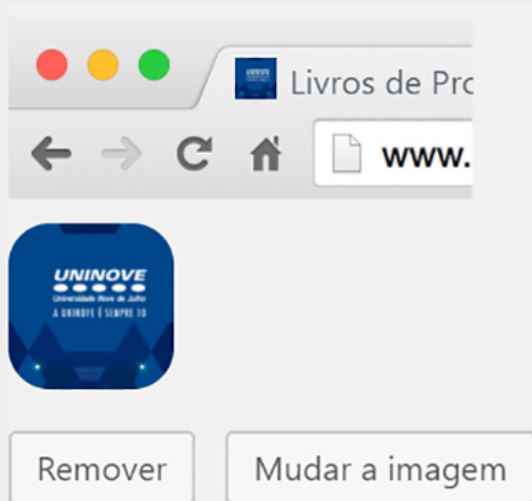 Livros de Pro
www.
UNINOVE
Universidade Nove de Julho
A UNINOVE É SEMPRE 10
Remover
Mudar a imagem